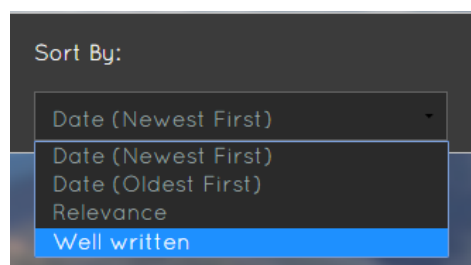 Sort By:
Date (Newest First)
Date (Newest First)
Date (Oldest First)
Relevance
Well written